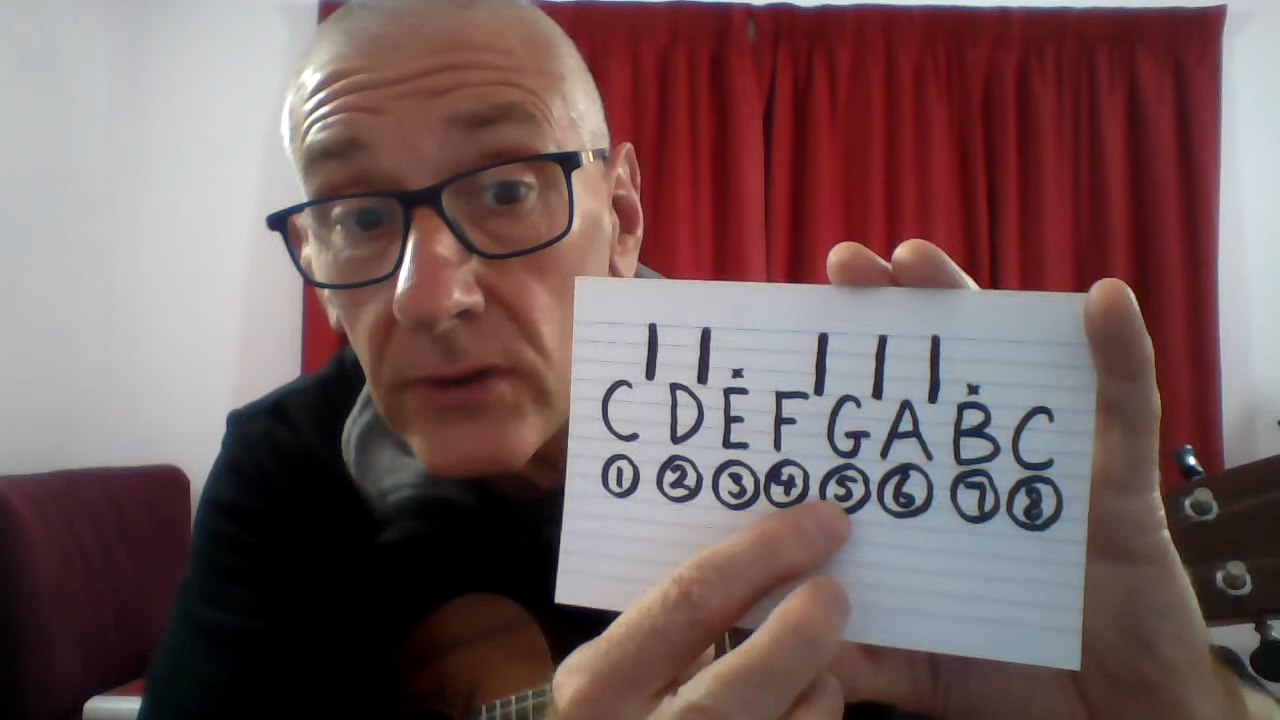 | | . | | | .
C D E F G A B C
① ② ③ ④ ⑤ ⑥ ⑦ ⑧